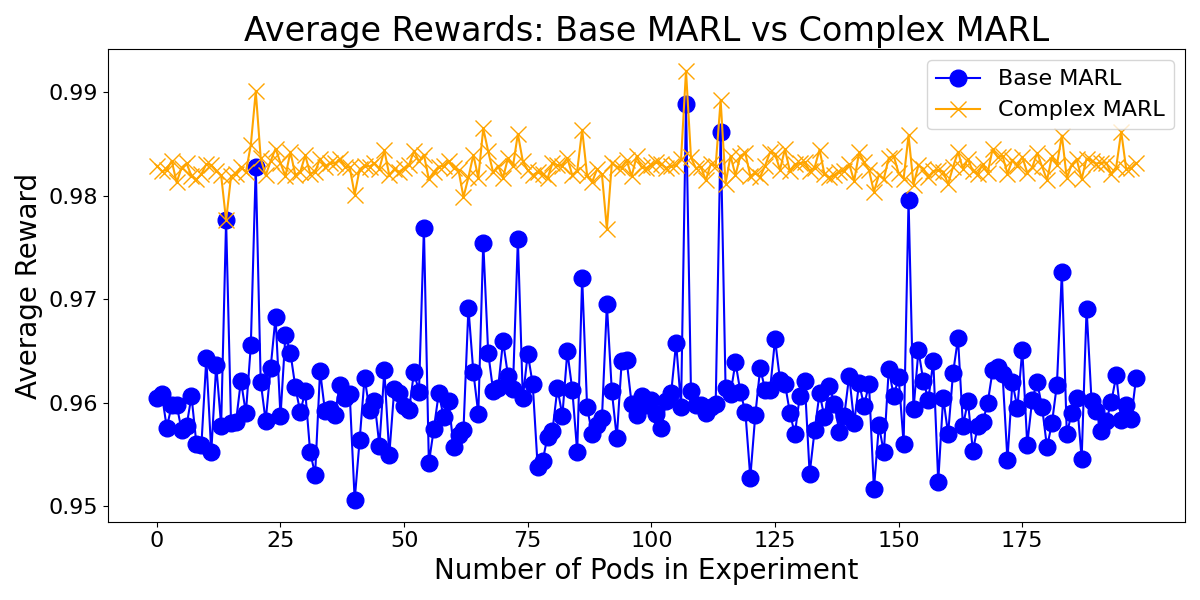 Average Rewards: Base MARL vs Complex MARL
Base MARL
Complex MARL
Average Reward
0.99
0.98
0.97
0.96
0.95
0 25 50 75 100 125 150 175
Number of Pods in Experiment